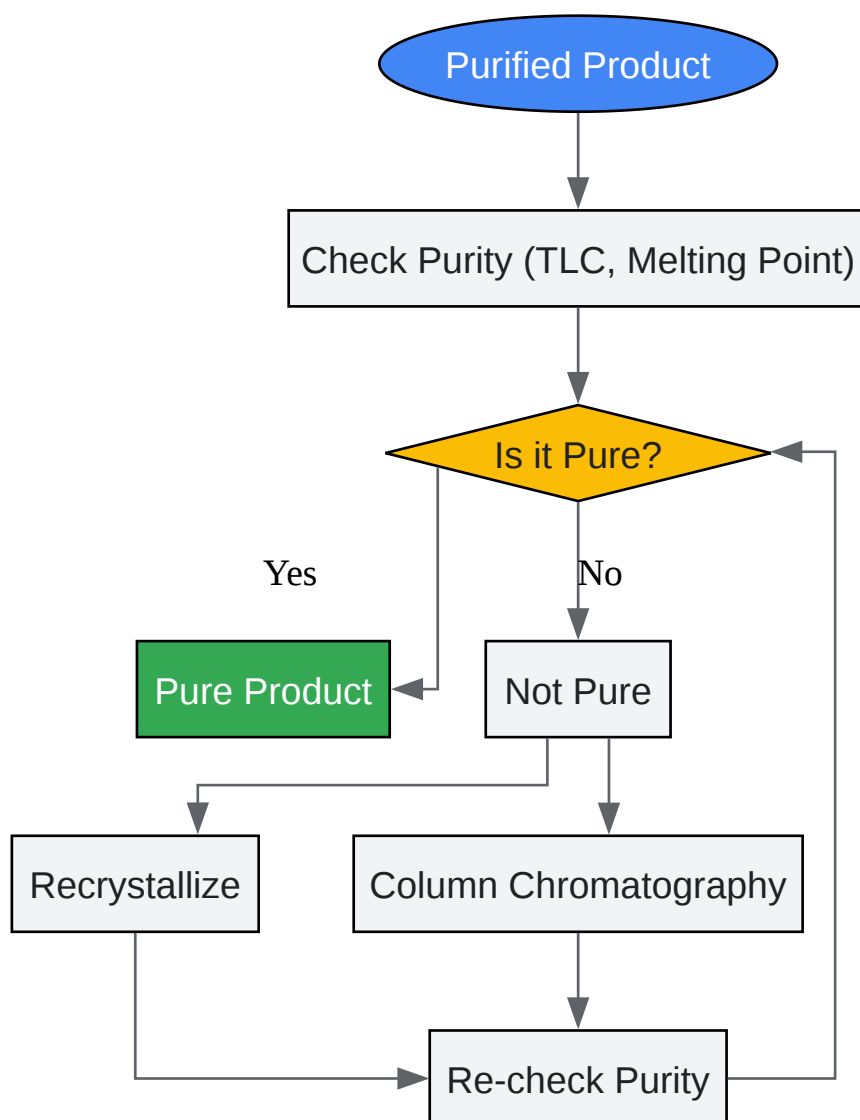 Purified Product
Check Purity (TLC, Melting Point)
Is it Pure?
Yes
No
Pure Product
Not Pure
Recrystallize
Column Chromatography
Re-check Purity